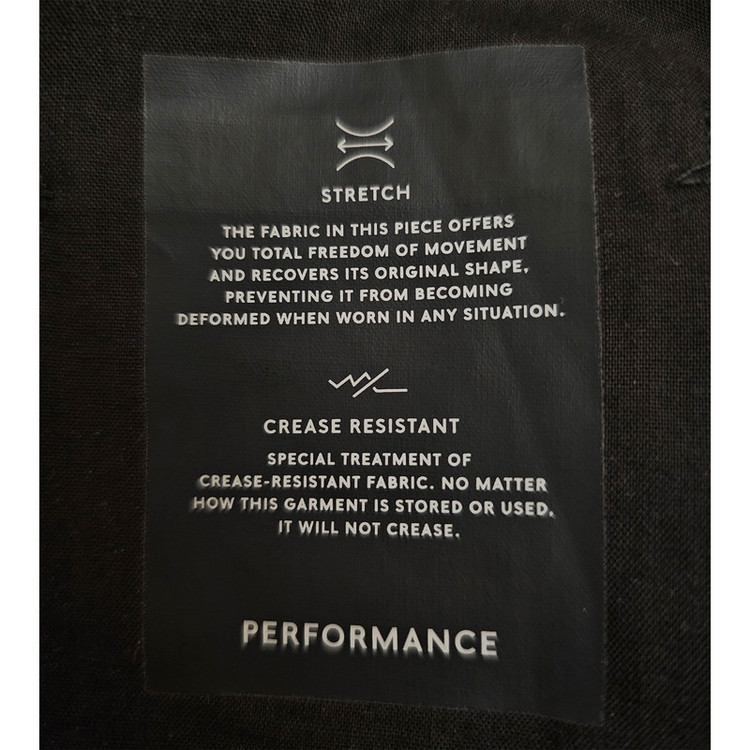 STRETCH
THE FABRIC IN THIS PIECE OFFERS
YOU TOTAL FREEDOM OF MOVEMENT
AND RECOVERS ITS ORIGINAL SHAPE,
PREVENTING IT FROM BECOMING
DEFORMED WHEN WORN IN ANY SITUATION.
CREASE RESISTANT
SPECIAL TREATMENT OF
CREASE-RESISTANT FABRIC. NO MATTER
HOW THIS GARMENT IS STORED OR USED,
IT WILL NOT CREASE.
PERFORMANCE